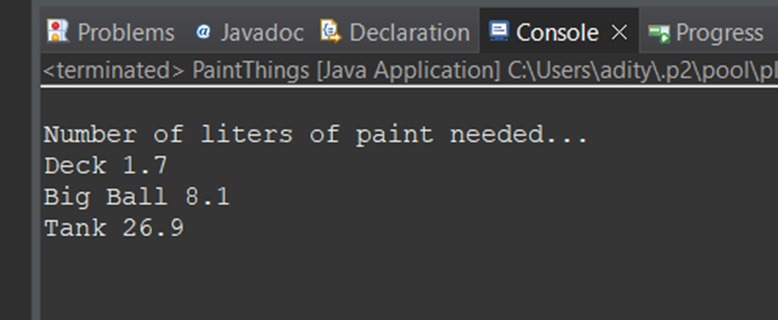 Problems @ Javadoc Declaration Console Progress
<terminated> PaintThings [Java Application] C:\Users\adity\.p2\pool\pl
Number of liters of paint needed...
Deck 1.7
Big Ball 8.1
Tank 26.9